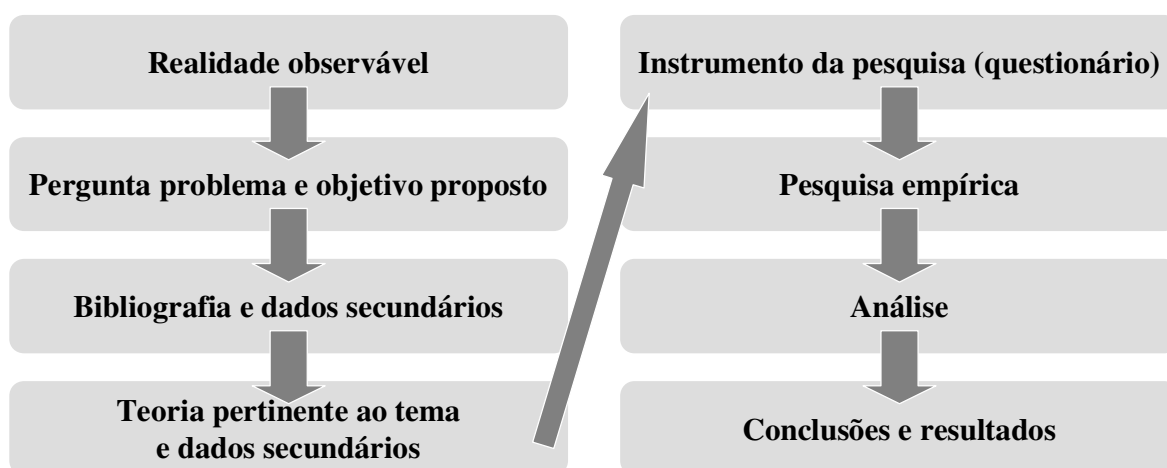 Realidade observável
Pergunta problema e objetivo proposto
Bibliografia e dados secundários
Teoria pertinente ao tema
e dados secundários
Instrumento da pesquisa (questionário)
Pesquisa empírica
Análise
Conclusões e resultados